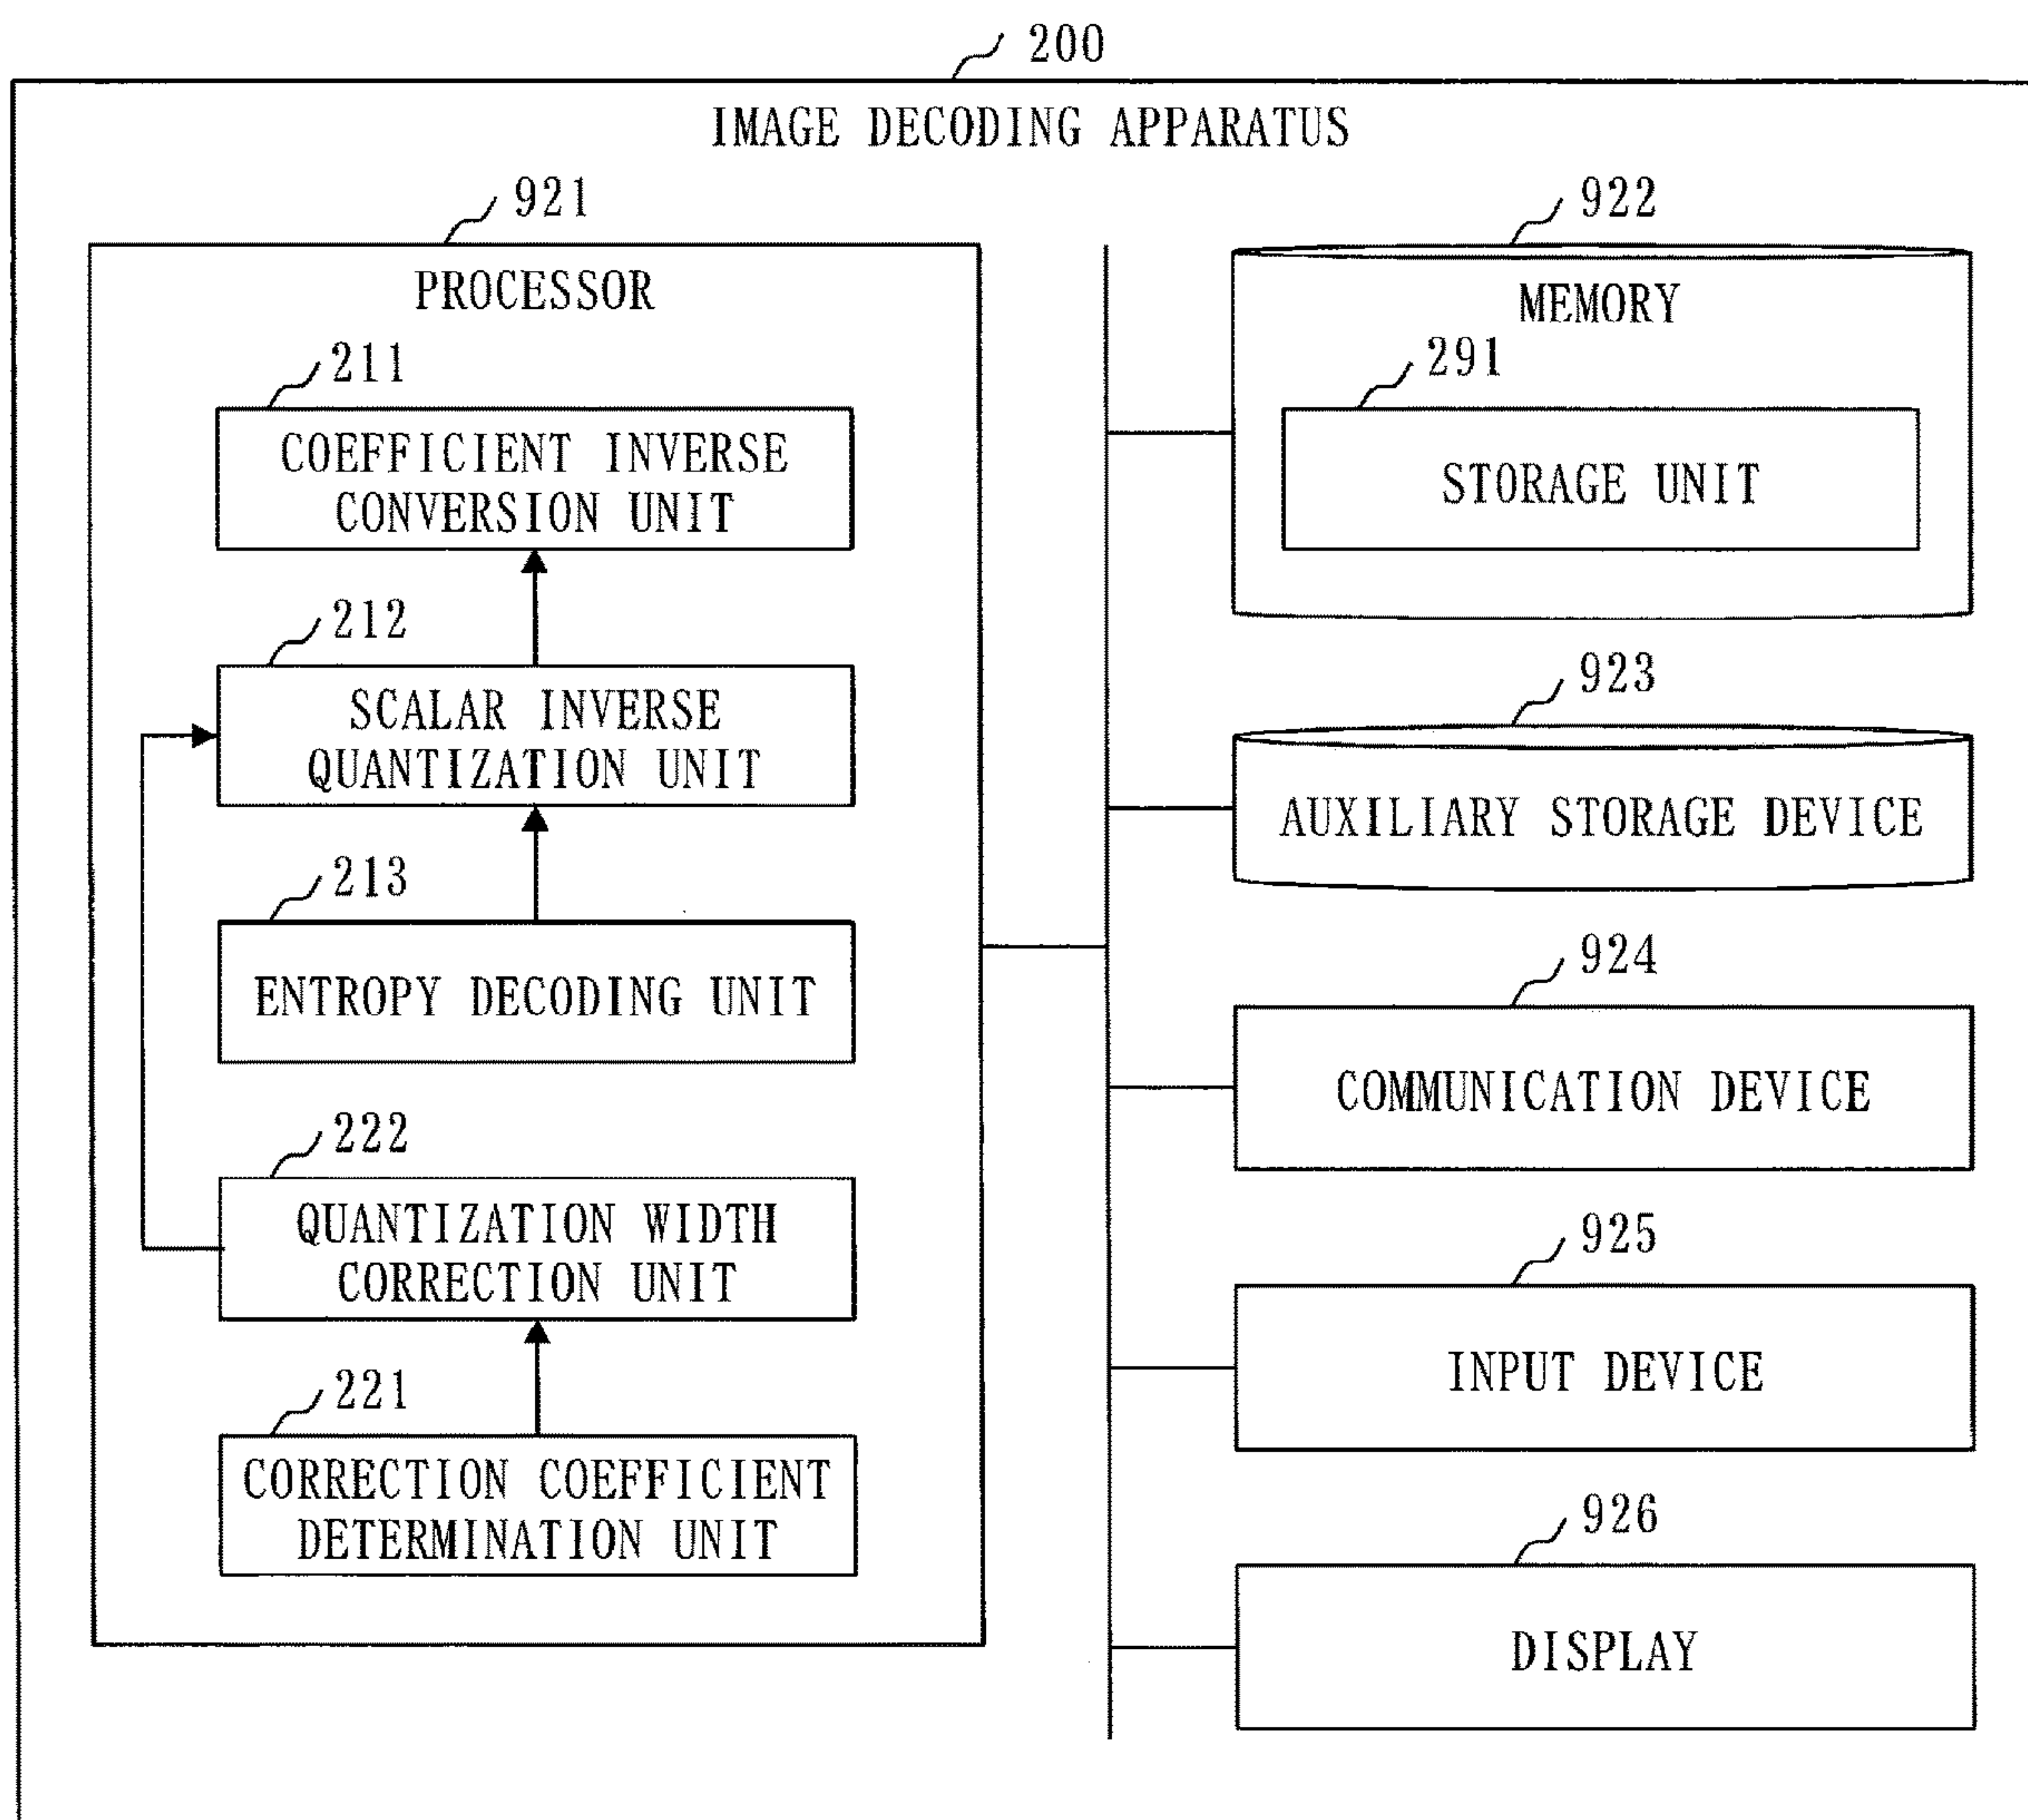 200
IMAGE DECODING APPARATUS
921
PROCESSOR
211
COEFFICIENT INVERSE
CONVERSION UNIT
212
SCALAR INVERSE
QUANTIZATION UNIT
213
ENTROPY DECODING UNIT
222
QUANTIZATION WIDTH
CORRECTION UNIT
221
CORRECTION COEFFICIENT
DETERMINATION UNIT
922
MEMORY
291
STORAGE UNIT
923
AUXILIARY STORAGE DEVICE
924
COMMUNICATION DEVICE
925
INPUT DEVICE
926
DISPLAY